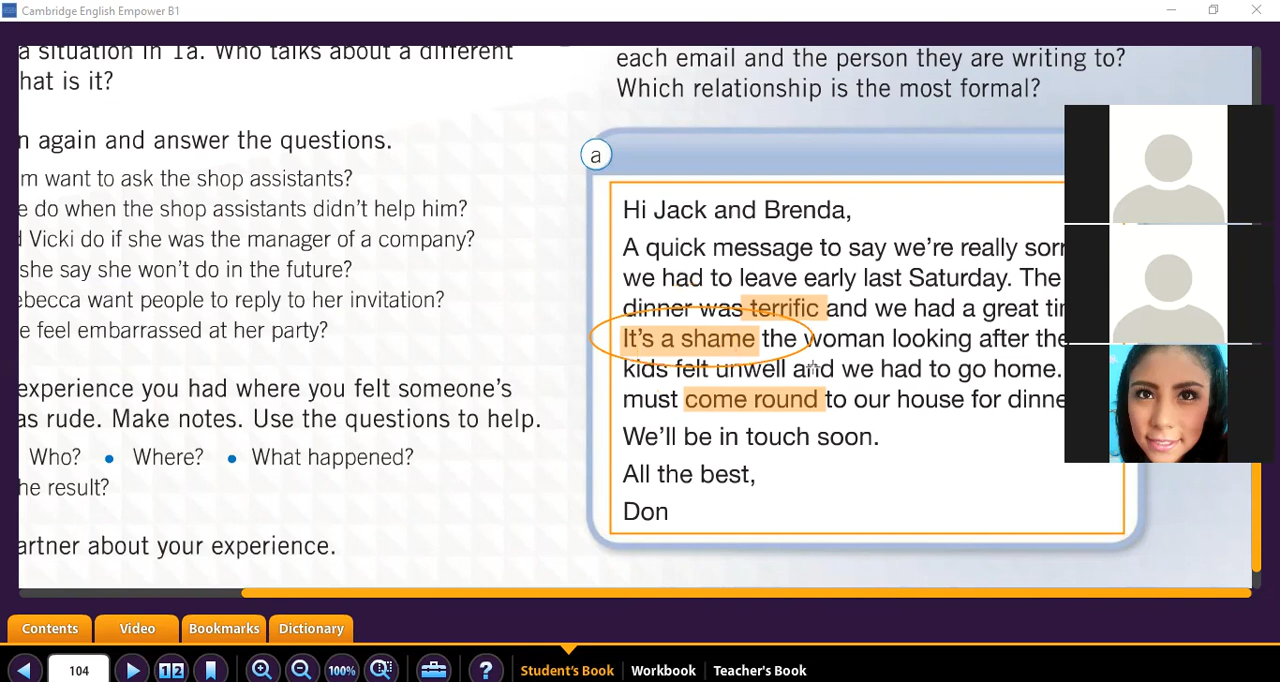 Cambridge English Empower B1
a situation in 1a. Who talks about a different
hat is it?
n again and answer the questions.
m want to ask the shop assistants?
e do when the shop assistants didn't help him?
Vicki do if she was the manager of a company?
she say she won't do in the future?
ebecca want people to reply to her invitation?
e feel embarrassed at her party?
experience you had where you felt someone's
as rude. Make notes. Use the questions to help.
Who? • Where? • What happened?
he result?
artner about your experience.
each email and the person they are writing to?
Which relationship is the most formal?
a
Hi Jack and Brenda,
A quick message to say we're really sorr
we had to leave early last Saturday. The
dinner was terrific and we had a great ti
It's a shame the woman looking after the
kids felt unwell and we had to go home.
must come round to our house for dinne
We'll be in touch soon.
All the best,
Don
Contents Video Bookmarks Dictionary
104 12 100% ? Student's Book Workbook Teacher's Book